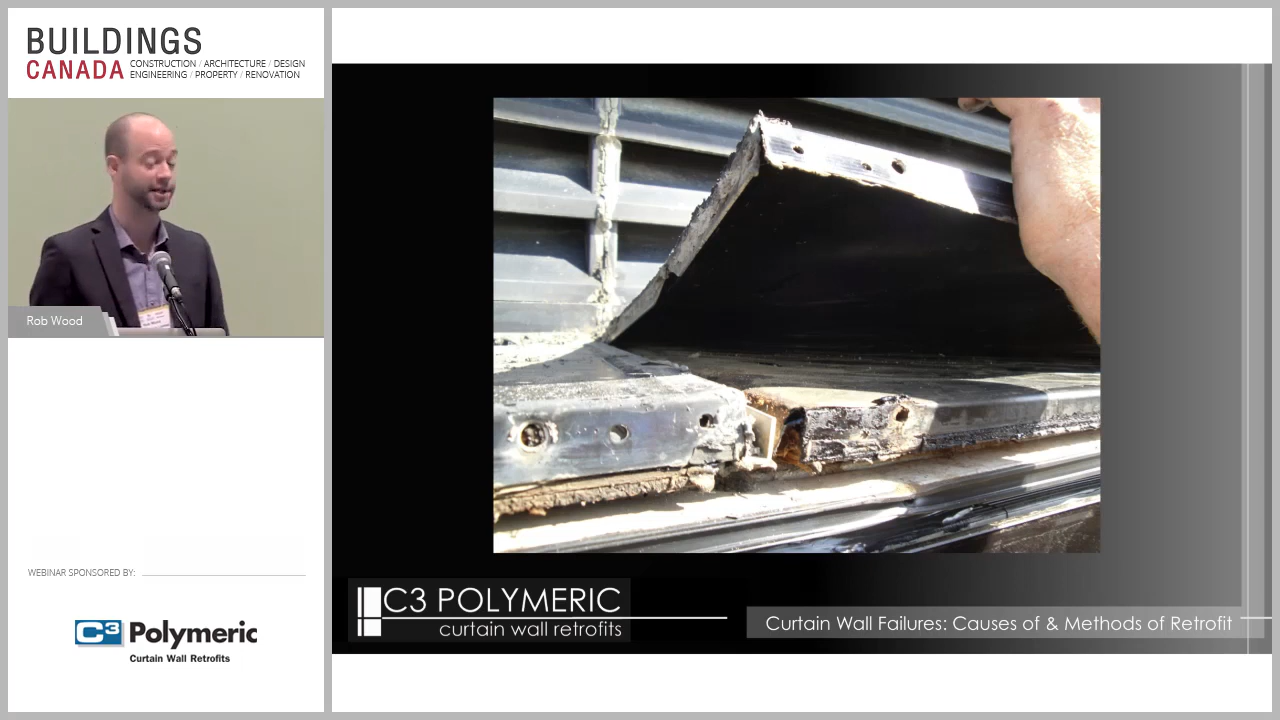 BUILDINGS
CANADA
CONSTRUCTION / ARCHITECTURE / DESIGN
ENGINEERING / PROPERTY / RENOVATION
Rob Wood
WEBINAR SPONSORED BY:
C3 Polymeric
Curtain Wall Retrofits
C3 POLYMERIC
curtain wall retrofits
Curtain Wall Failures: Causes of & Methods of Retrofit